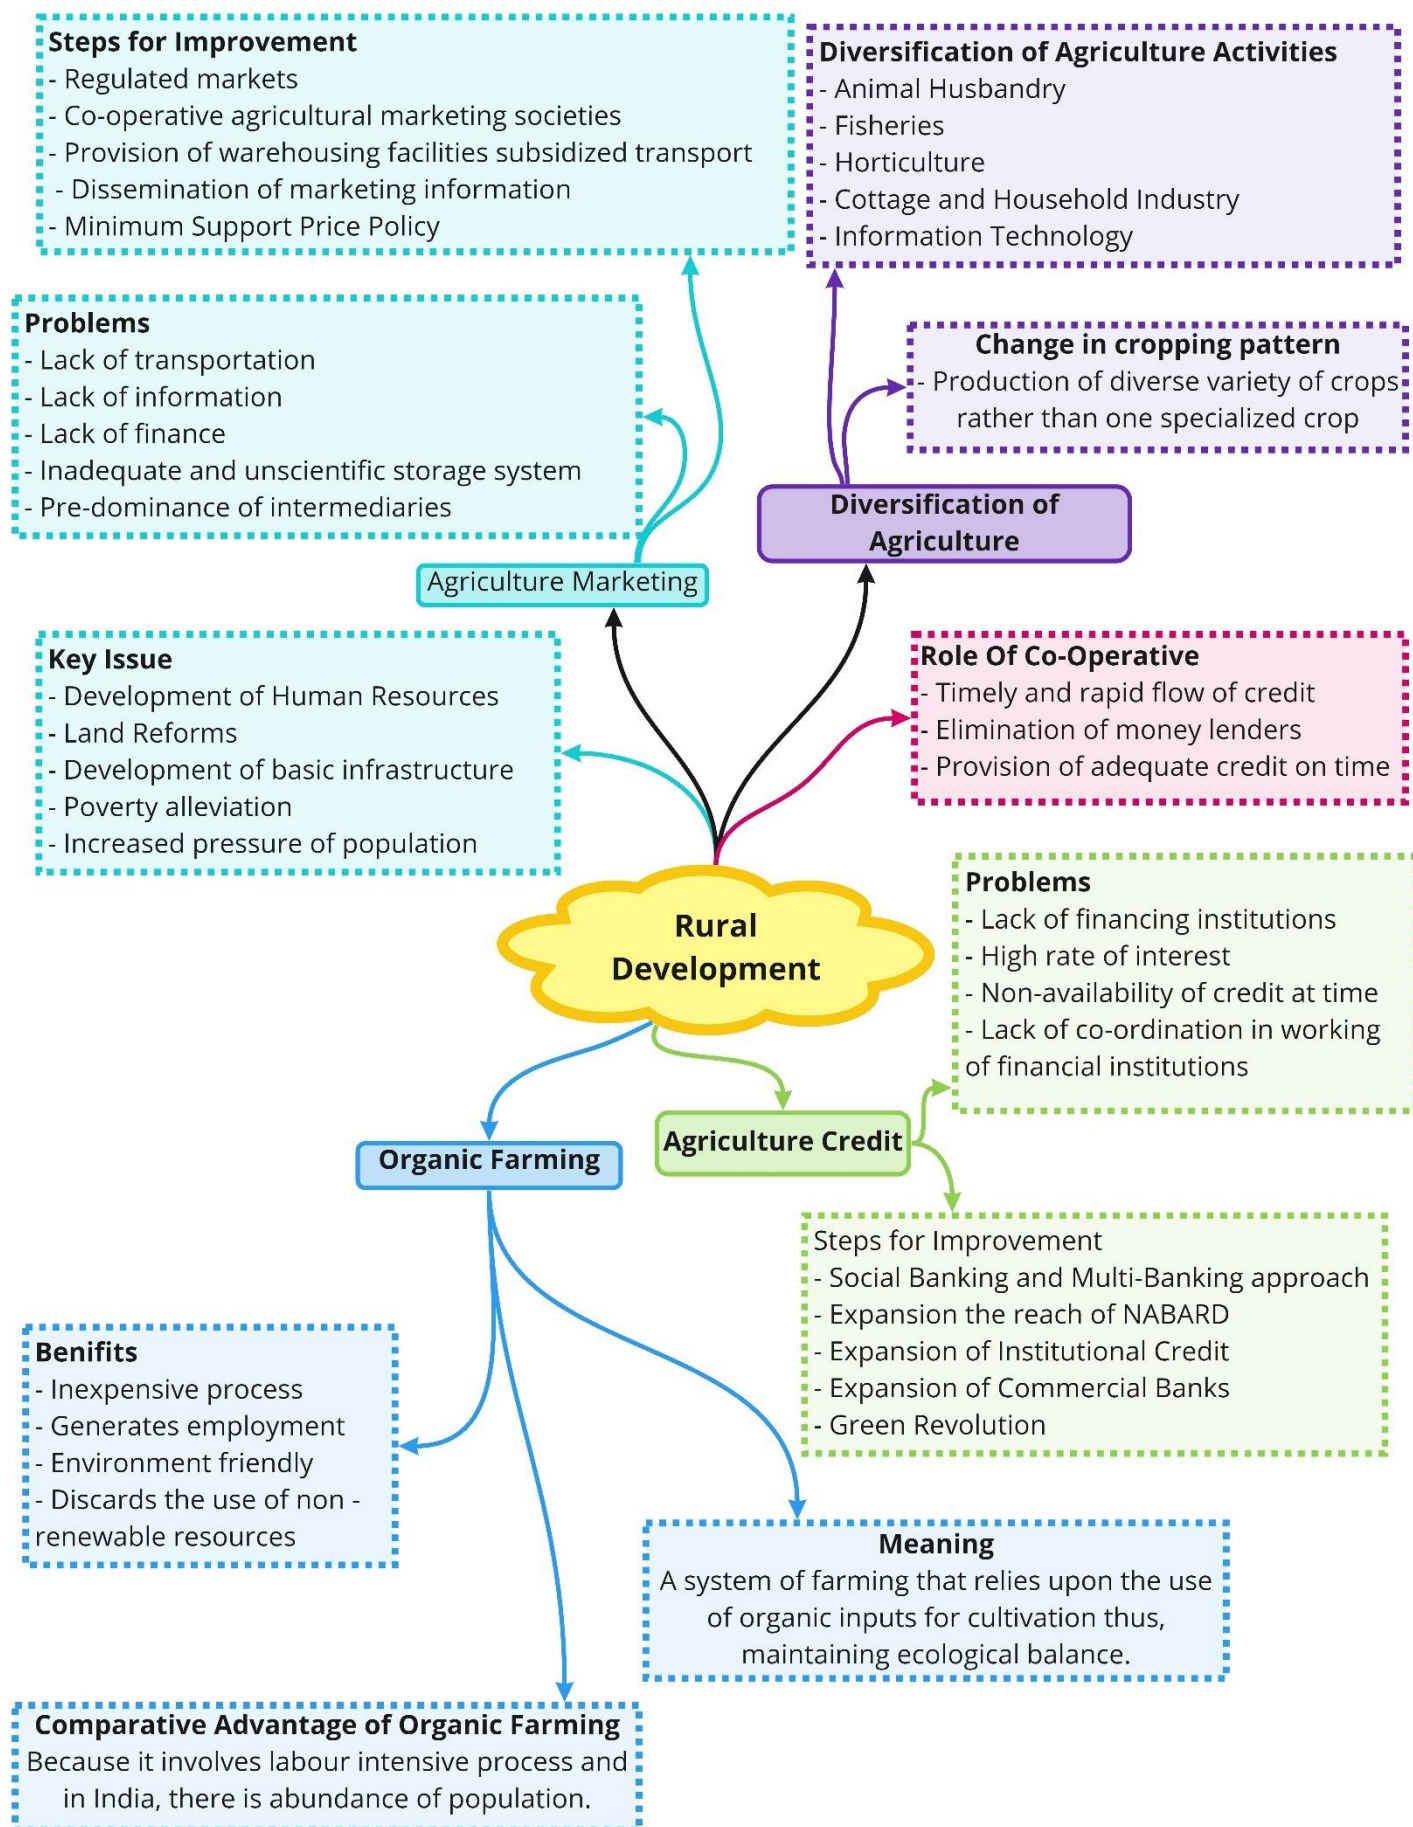 Steps for Improvement
- Regulated markets
- Co-operative agricultural marketing societies
- Provision of warehousing facilities subsidized transport
- Dissemination of marketing information
- Minimum Support Price Policy
Diversification of Agriculture Activities
- Animal Husbandry
- Fisheries
- Horticulture
- Cottage and Household Industry
- Information Technology
Problems
- Lack of transportation
- Lack of information
- Lack of finance
- Inadequate and unscientific storage system
- Pre-dominance of intermediaries
Change in cropping pattern
- Production of diverse variety of crops
rather than one specialized crop
Diversification of
Agriculture
Agriculture Marketing
Key Issue
- Development of Human Resources
- Land Reforms
- Development of basic infrastructure
- Poverty alleviation
- Increased pressure of population
Role Of Co-Operative
- Timely and rapid flow of credit
- Elimination of money lenders
- Provision of adequate credit on time
Rural
Development
Problems
- Lack of financing institutions
- High rate of interest
- Non-availability of credit at time
- Lack of co-ordination in working
of financial institutions
Organic Farming
Agriculture Credit
Steps for Improvement
- Social Banking and Multi-Banking approach
- Expansion the reach of NABARD
- Expansion of Institutional Credit
- Expansion of Commercial Banks
- Green Revolution
Benifits
- Inexpensive process
- Generates employment
- Environment friendly
- Discards the use of non -
renewable resources
Meaning
A system of farming that relies upon the use
of organic inputs for cultivation thus,
maintaining ecological balance.
Comparative Advantage of Organic Farming
Because it involves labour intensive process and
in India, there is abundance of population.